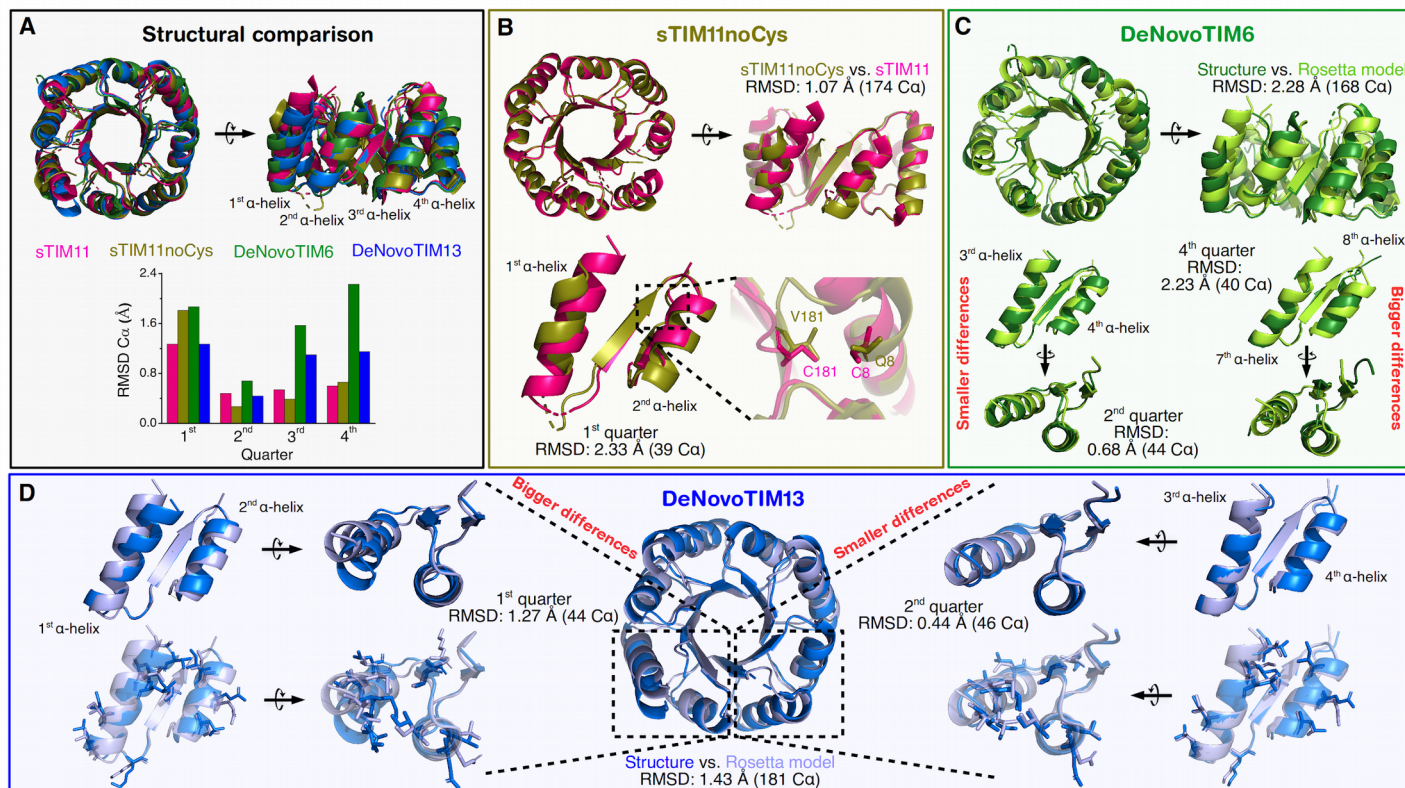 A
Structural comparison
1st α-helix
2nd α-helix
3rd α-helix
4th α-helix
sTIM11 sTIM11noCys DeNovoTIM6 DeNovoTIM13
RMSD Cα (Å)
2.4
1.6
0.8
0.0
1st 2nd 3rd 4th
Quarter
B
sTIM11noCys
sTIM11noCys vs. sTIM11
RMSD: 1.07 Å (174 Cα)
1st α-helix
2nd α-helix
V181
C181
C8
Q8
1st quarter
RMSD: 2.33 Å (39 Cα)
C
DeNovoTIM6
Structure vs. Rosetta model
RMSD: 2.28 Å (168 Cα)
3rd α-helix
4th α-helix
Smaller differences
4th quarter
RMSD:
2.23 Å (40 Cα)
8th α-helix
7th α-helix
Bigger differences
2nd quarter
RMSD:
0.68 Å (44 Cα)
D
DeNovoTIM13
2nd α-helix
1st α-helix
1st quarter
RMSD: 1.27 Å (44 Cα)
Bigger differences
Smaller differences
2nd quarter
RMSD: 0.44 Å (46 Cα)
3rd α-helix
4th α-helix
Structure vs. Rosetta model
RMSD: 1.43 Å (181 Cα)